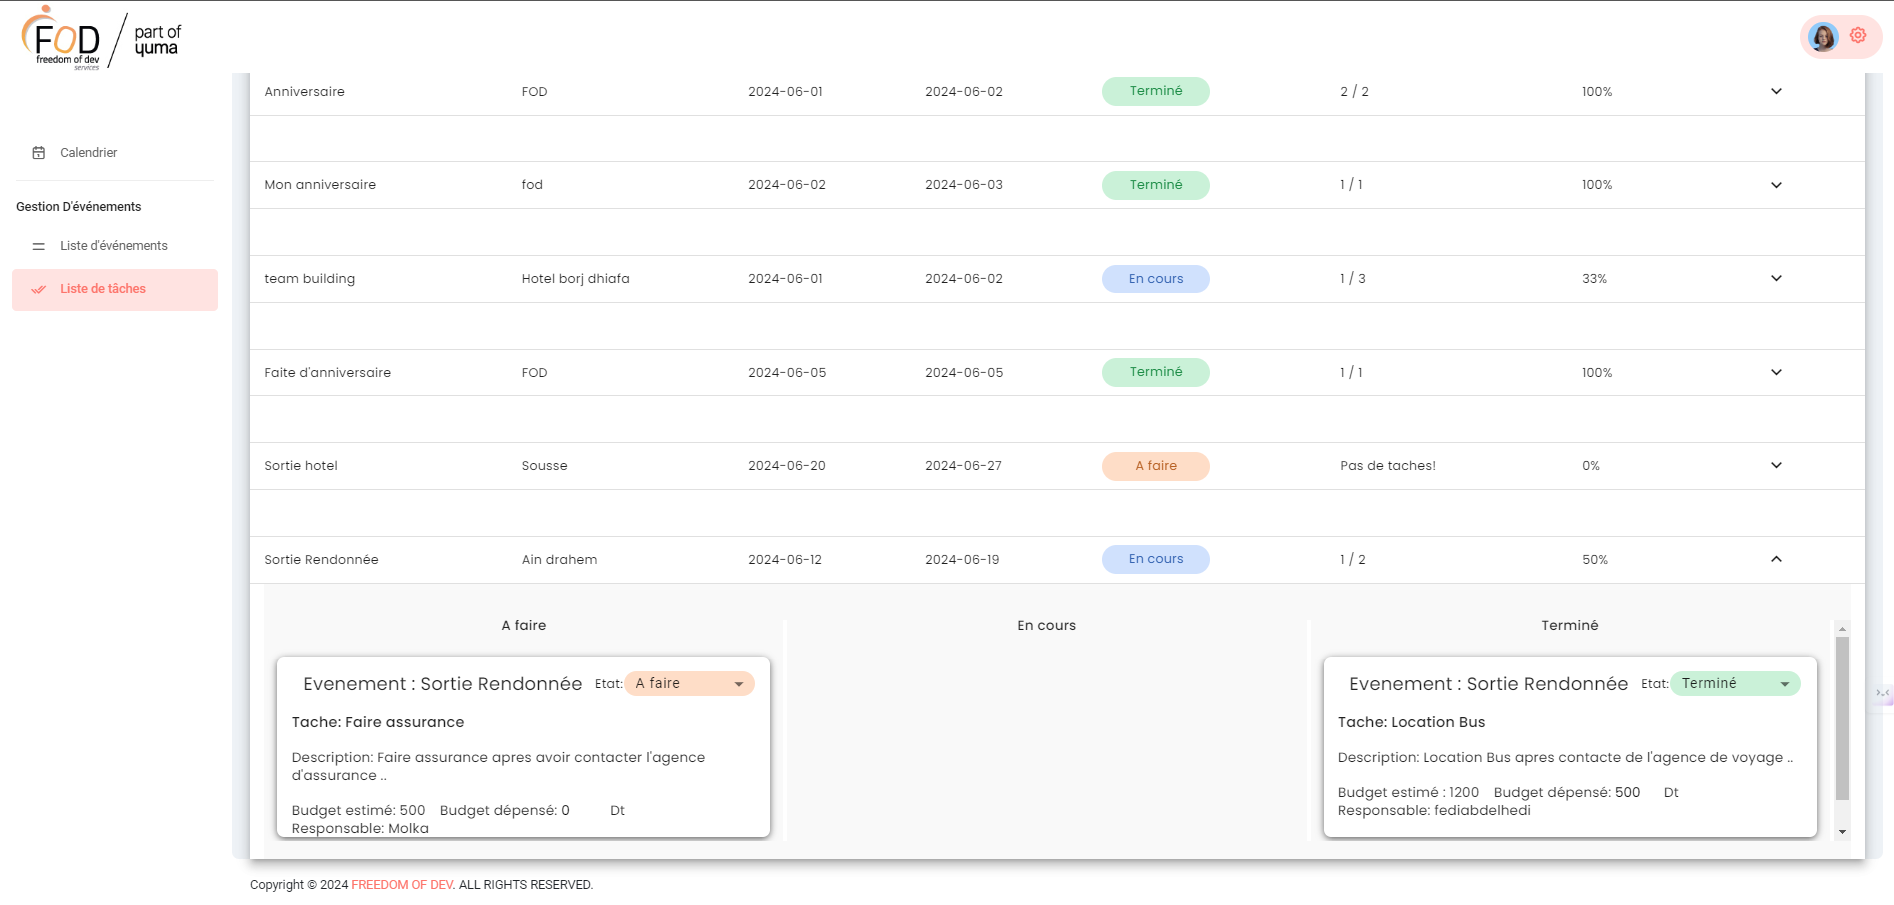 FOD
freedom of dev
services
part of
yuma
Anniversaire FOD 2024-06-01 2024-06-02 Terminé 2 / 2 100%
Calendrier
Mon anniversaire fod 2024-06-02 2024-06-03 Terminé 1 / 1 100%
Gestion D'événements
Liste d'événements
Liste de tâches
team building Hotel borj dhiafa 2024-06-01 2024-06-02 En cours 1 / 3 33%
Faite d'anniversaire FOD 2024-06-05 2024-06-05 Terminé 1 / 1 100%
Sortie hotel Sousse 2024-06-20 2024-06-27 A faire Pas de taches! 0%
Sortie Rendonnée Ain drahem 2024-06-12 2024-06-19 En cours 1 / 2 50%
A faire
Evenement : Sortie Rendonnée Etat: A faire
Tache: Faire assurance
Description: Faire assurance apres avoir contacter l'agence
d'assurance ..
Budget estimé: 500 Budget dépensé: 0 Dt
Responsable: Molka
En cours
Terminé
Evenement : Sortie Rendonnée Etat: Terminé
Tache: Location Bus
Description: Location Bus apres contacte de l'agence de voyage ..
Budget estimé : 1200 Budget dépensé: 500 Dt
Responsable: fediabdelhedi
Copyright © 2024 FREEDOM OF DEV. ALL RIGHTS RESERVED.